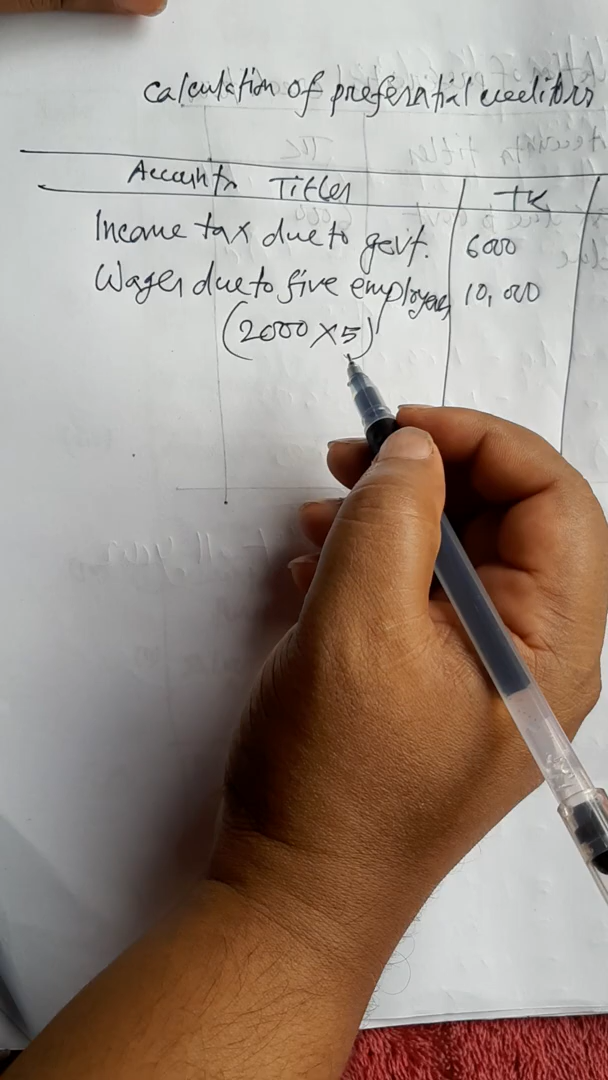 Calculation of preferential creditors
Accounts Titles TK
Income tax due to govt. 6000
Wages due to five employees 10,000
(2000 × 5)